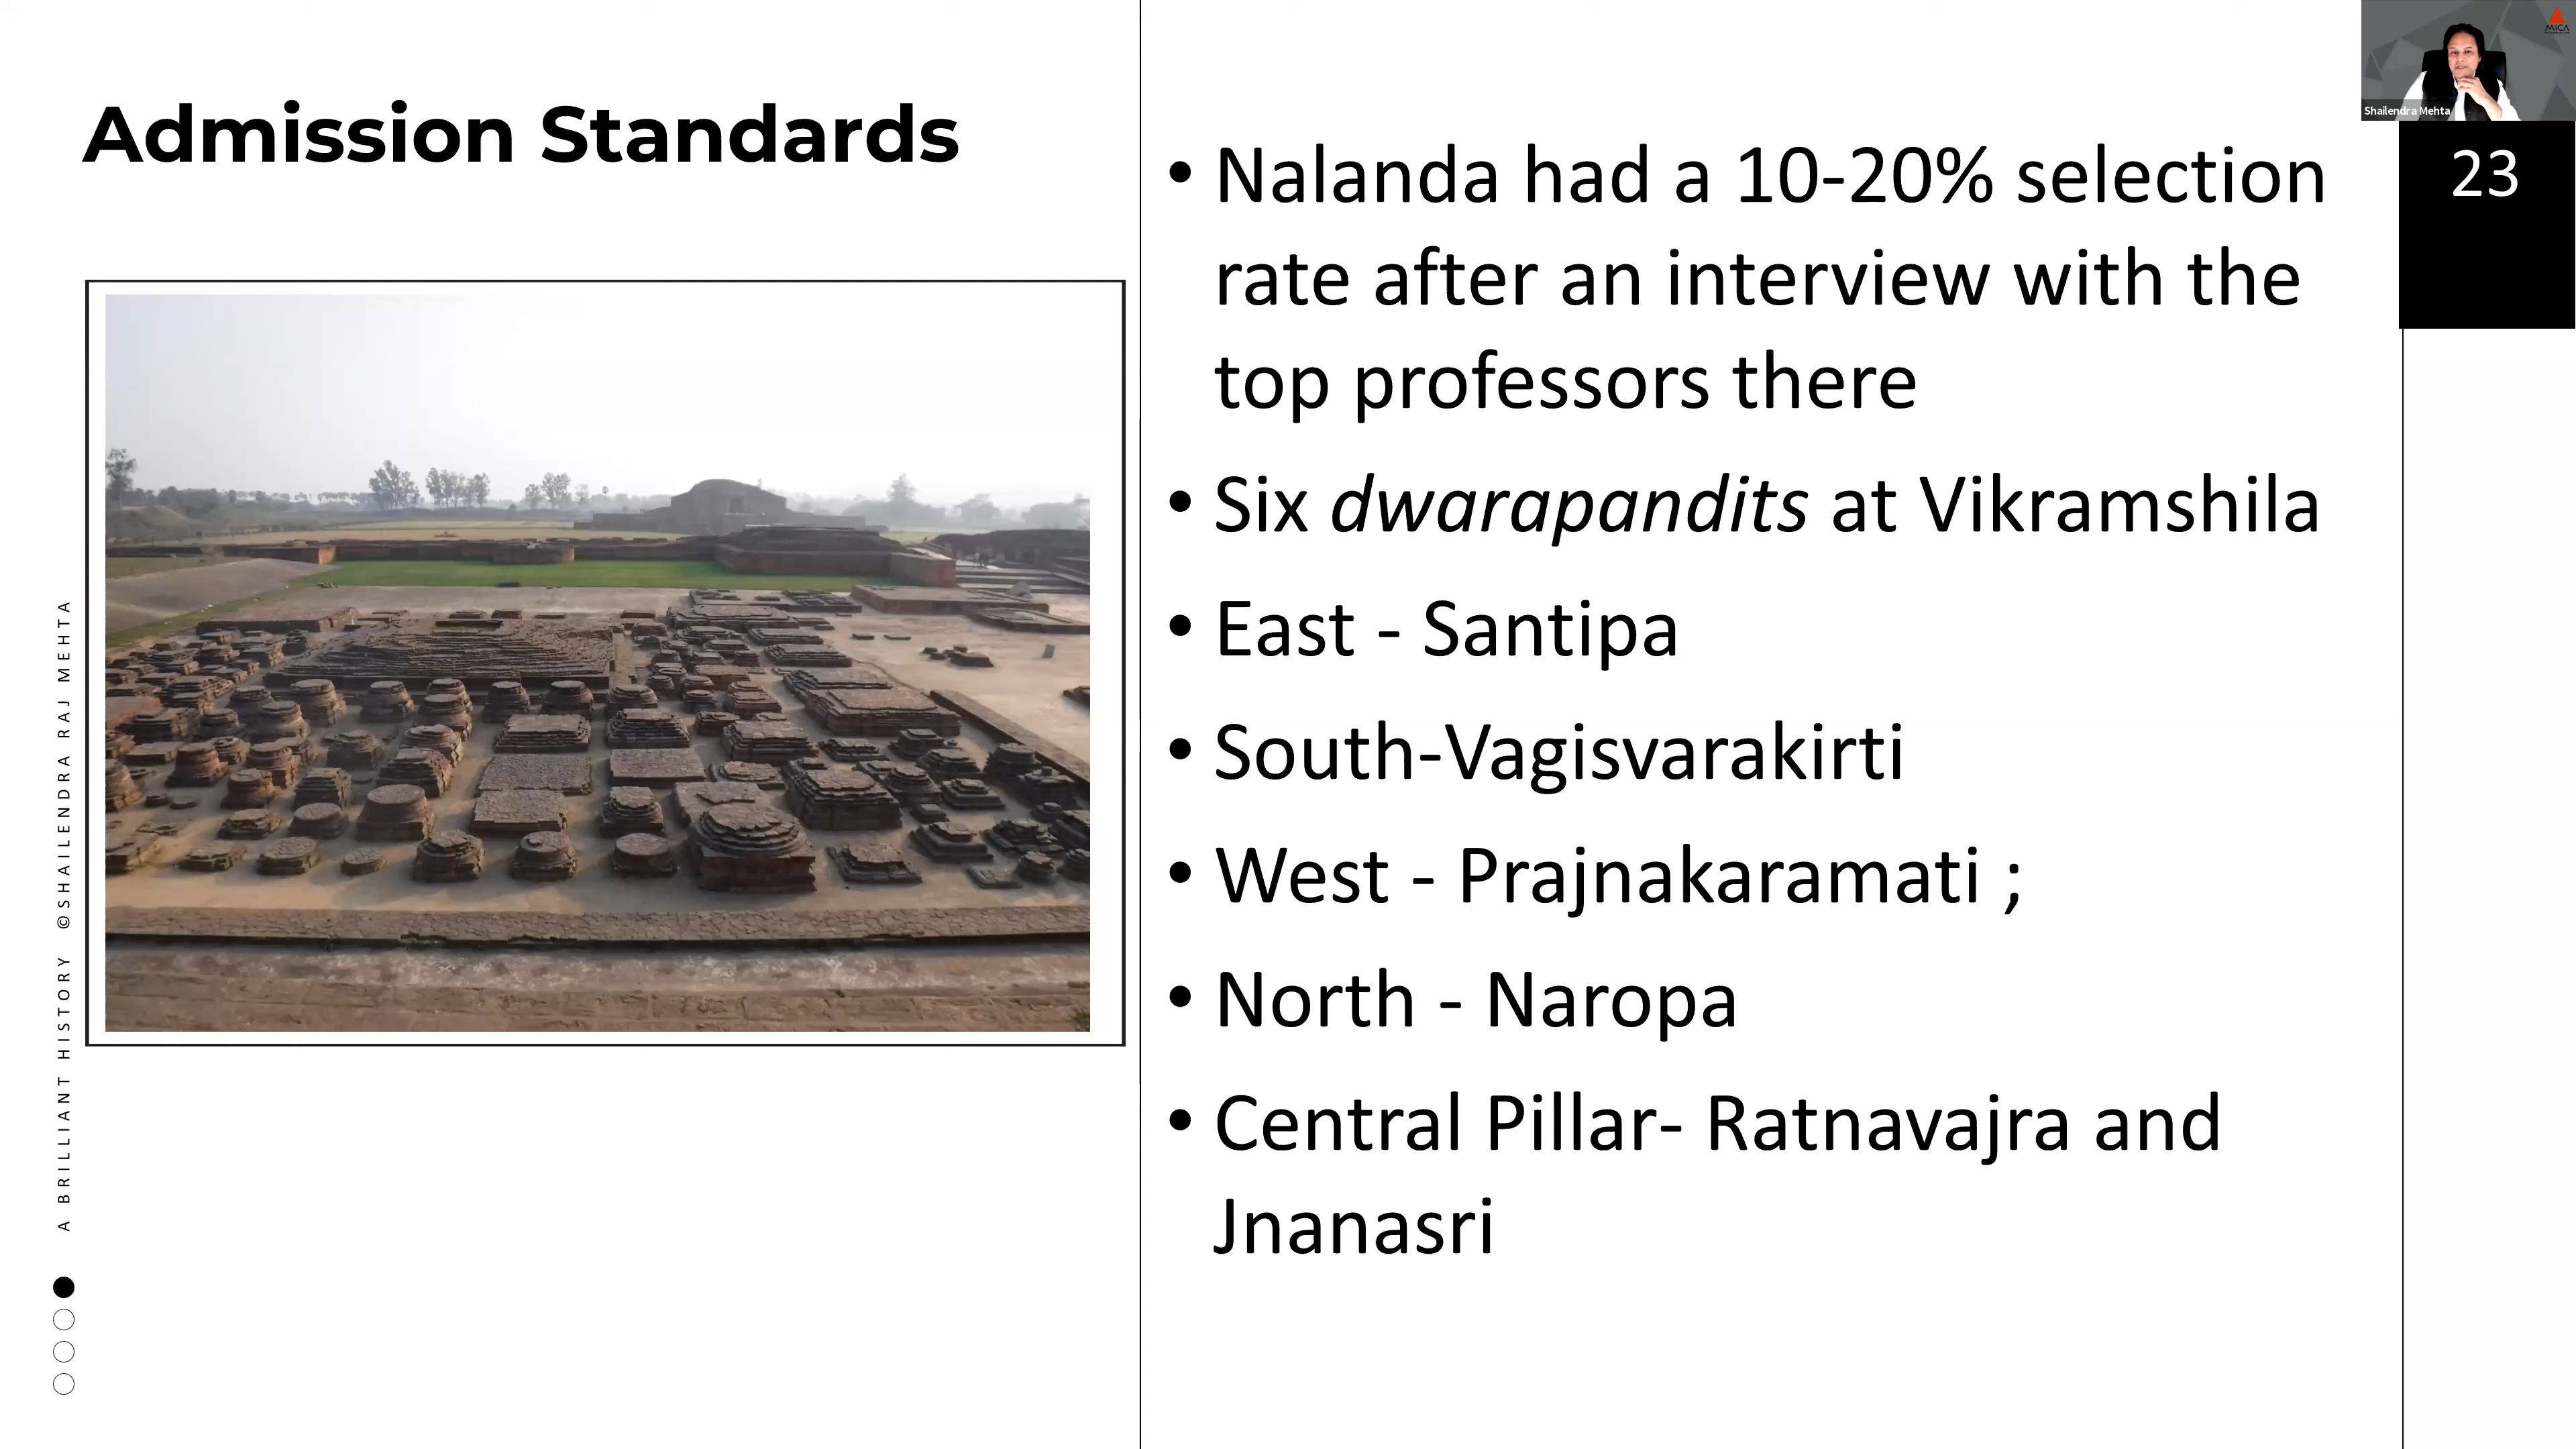 Admission Standards
• Nalanda had a 10-20% selection
rate after an interview with the
top professors there
• Six dwarapandits at Vikramshila
• East - Santipa
• South-Vagisvarakirti
• West - Prajnakaramati ;
• North - Naropa
• Central Pillar- Ratnavajra and
Jnanasri
23
MICA
Shailendra Mehta
A BRILLIANT HISTORY ©SHAILENDRA RAJ MEHTA